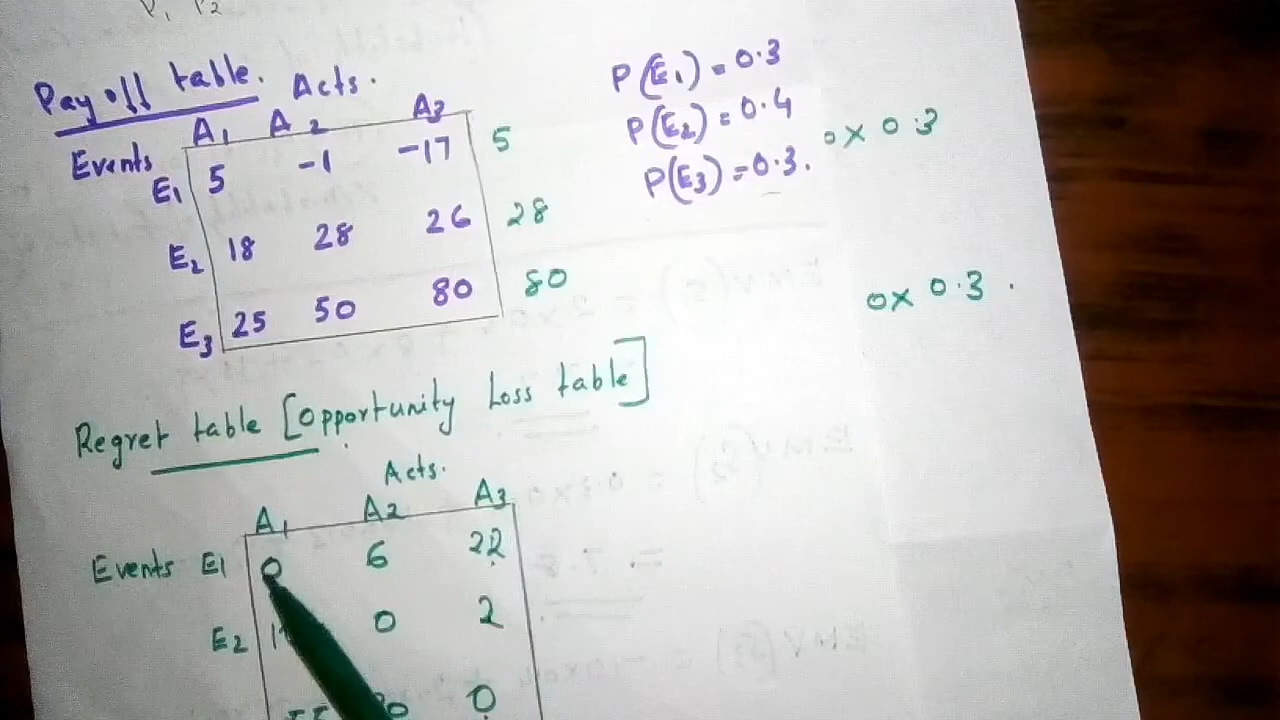 P1 P2
Pay off table. Acts.
A1 A2 A3
Events E1 5 -1 -17 5
E2 18 28 26 28
E3 25 50 80 80
P(E1) = 0.3
P(E2) = 0.4
P(E3) = 0.3.
0 x 0.3
0 x 0.3 .
Regret table [Opportunity Loss table]
Acts.
A1 A2 A3
Events E1 0 6 22
E2 0 2
0